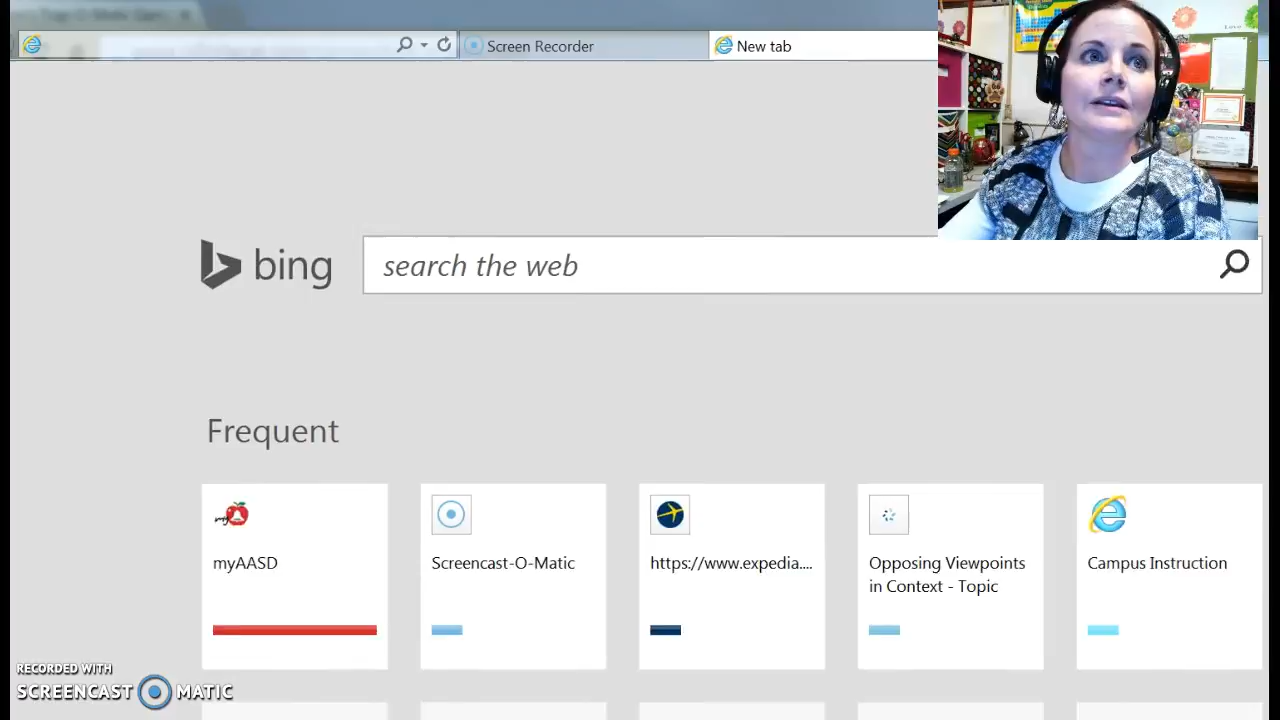 Screen Recorder
New tab
bing
search the web
Frequent
myAASD
Screencast-O-Matic
https://www.expedia....
Opposing Viewpoints
in Context - Topic
Campus Instruction
RECORDED WITH
SCREENCAST MATIC